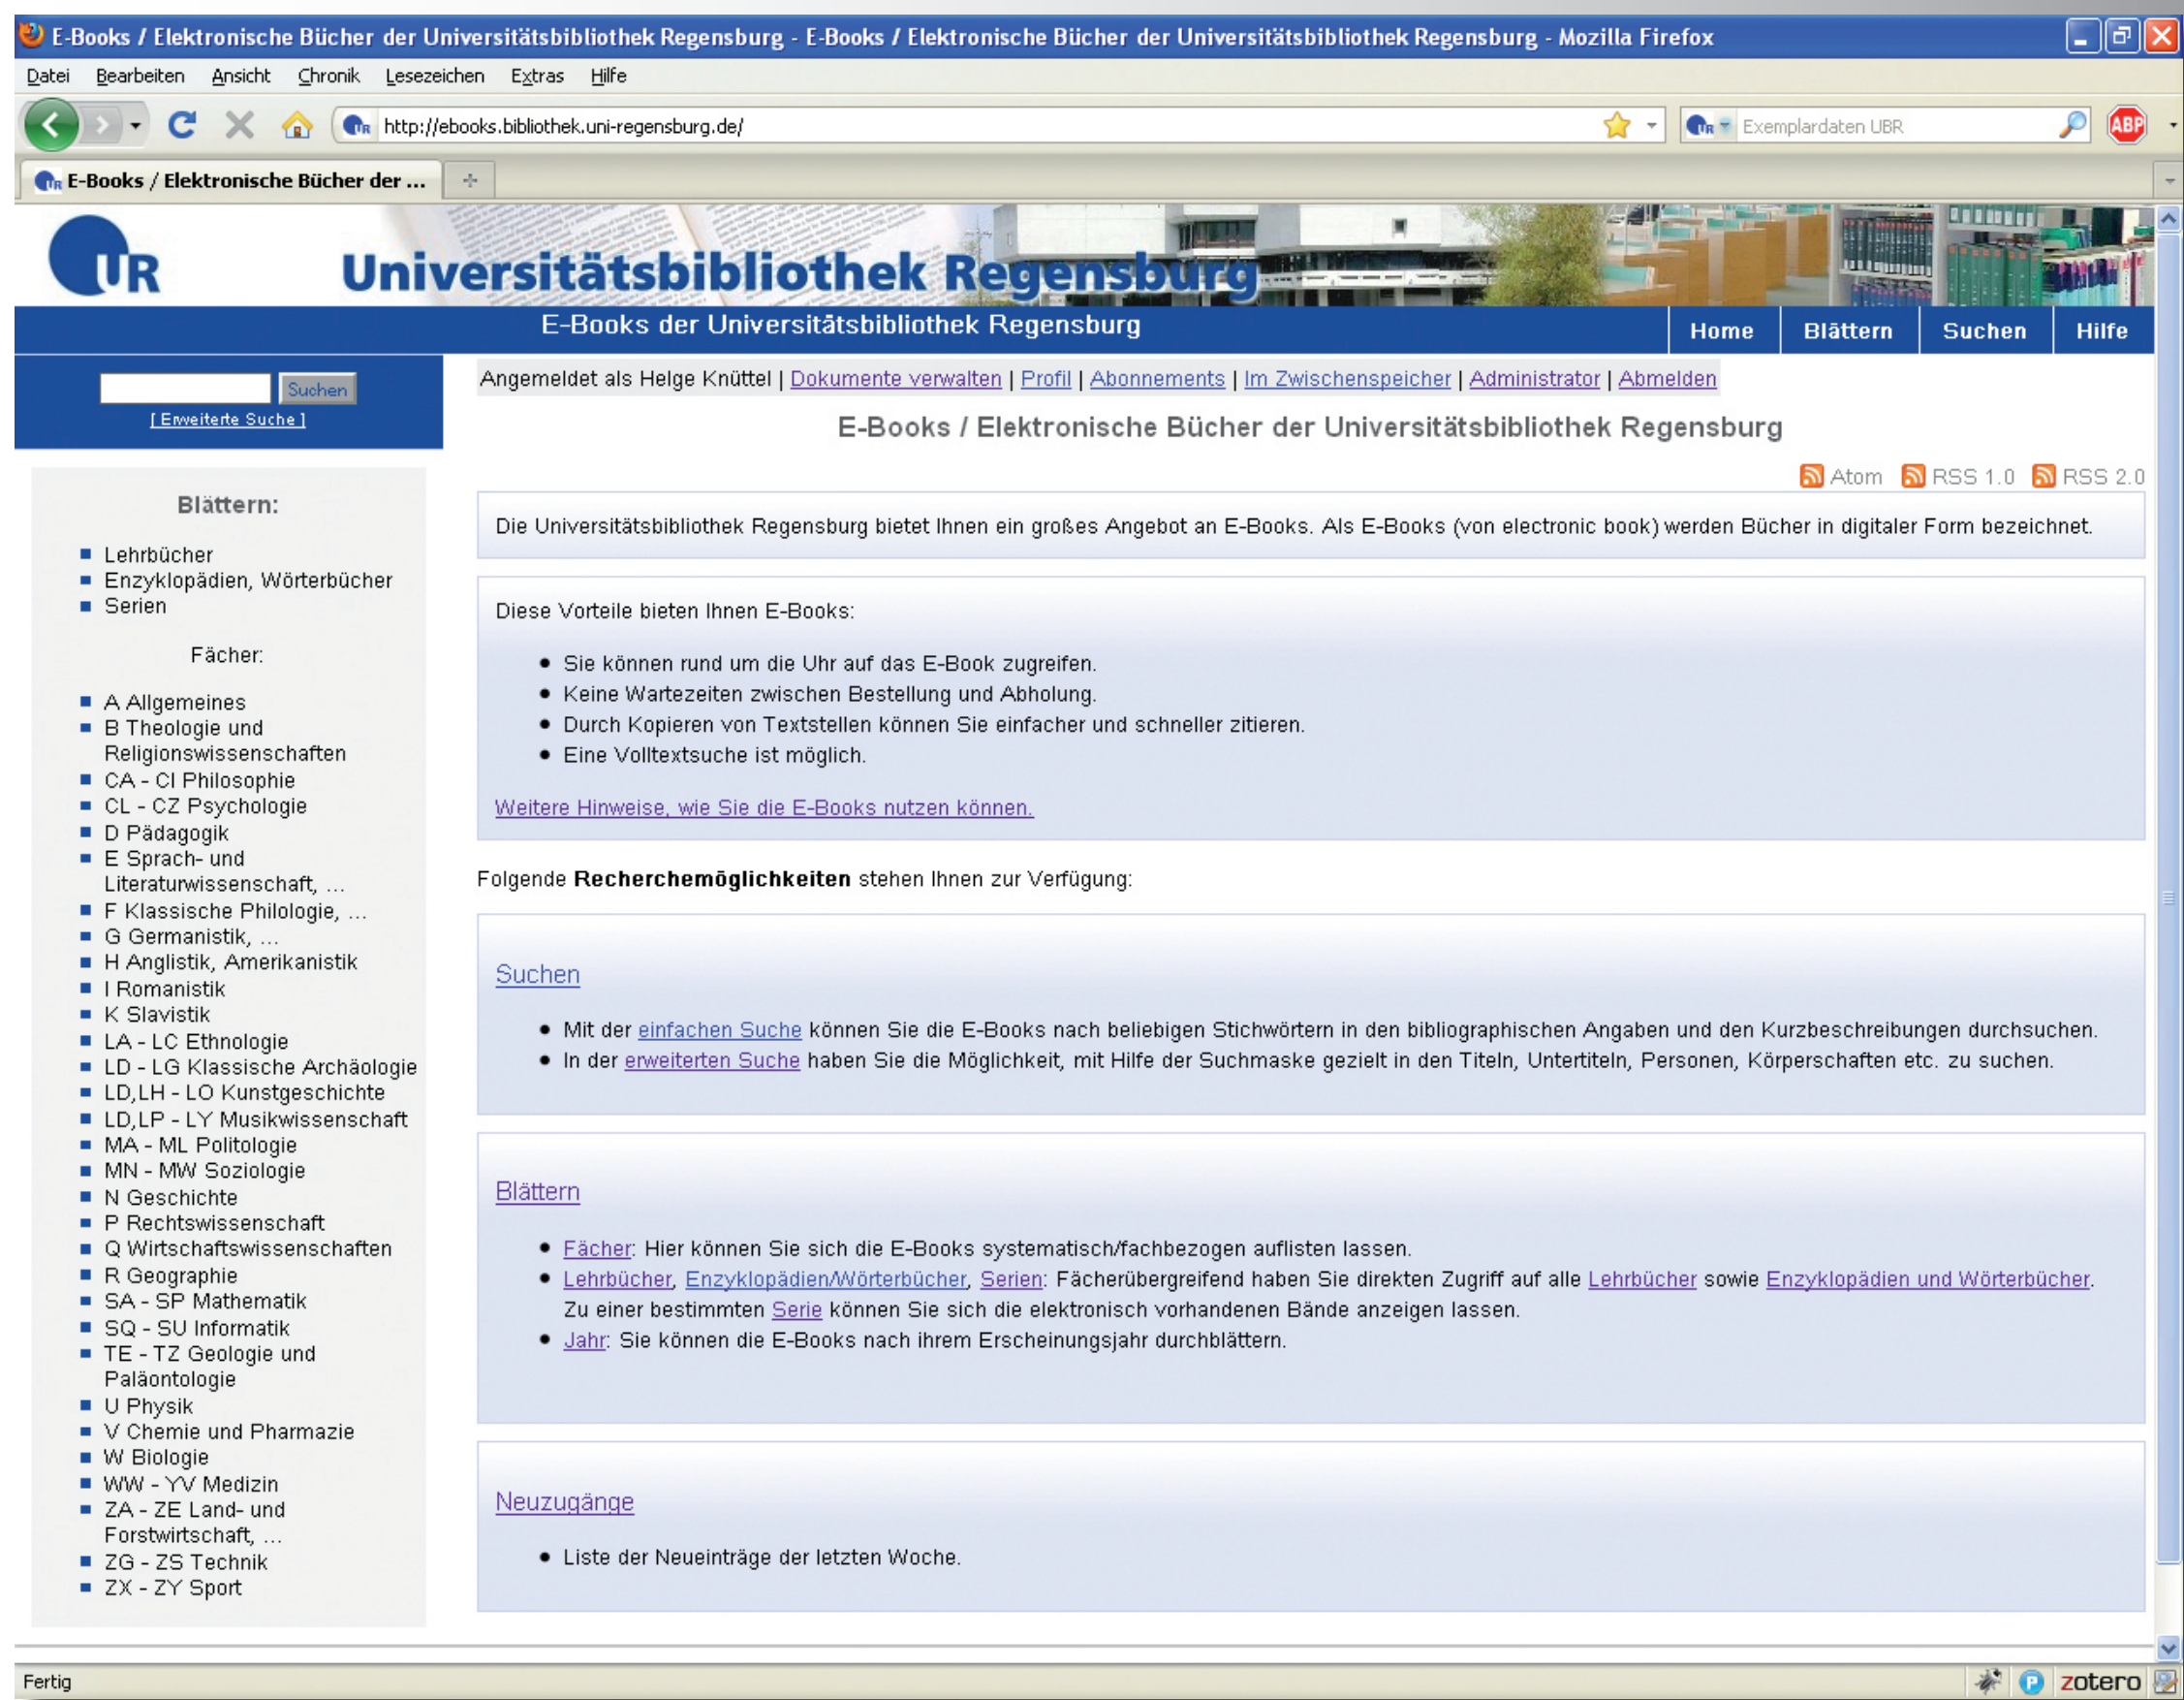 E-Books / Elektronische Bücher der Universitätsbibliothek Regensburg - E-Books / Elektronische Bücher der Universitätsbibliothek Regensburg - Mozilla Firefox
Datei Bearbeiten Ansicht Chronik Lesezeichen Extras Hilfe
http://ebooks.bibliothek.uni-regensburg.de/
UR Exemplardaten UBR
ABP
UR E-Books / Elektronische Bücher der ...
UR
Universitätsbibliothek Regensburg
E-Books der Universitätsbibliothek Regensburg
Home Blättern Suchen Hilfe
Suchen
[ Erweiterte Suche ]
Blättern:
Lehrbücher
Enzyklopädien, Wörterbücher
Serien
Fächer:
A Allgemeines
B Theologie und
Religionswissenschaften
CA - CI Philosophie
CL - CZ Psychologie
D Pädagogik
E Sprach- und
Literaturwissenschaft, ...
F Klassische Philologie, ...
G Germanistik, ...
H Anglistik, Amerikanistik
I Romanistik
K Slavistik
LA - LC Ethnologie
LD - LG Klassische Archäologie
LD,LH - LO Kunstgeschichte
LD,LP - LY Musikwissenschaft
MA - ML Politologie
MN - MW Soziologie
N Geschichte
P Rechtswissenschaft
Q Wirtschaftswissenschaften
R Geographie
SA - SP Mathematik
SQ - SU Informatik
TE - TZ Geologie und
Paläontologie
U Physik
V Chemie und Pharmazie
W Biologie
WW - YV Medizin
ZA - ZE Land- und
Forstwirtschaft, ...
ZG - ZS Technik
ZX - ZY Sport
Angemeldet als Helge Knüttel | Dokumente verwalten | Profil | Abonnements | Im Zwischenspeicher | Administrator | Abmelden
E-Books / Elektronische Bücher der Universitätsbibliothek Regensburg
Atom RSS 1.0 RSS 2.0
Die Universitätsbibliothek Regensburg bietet Ihnen ein großes Angebot an E-Books. Als E-Books (von electronic book) werden Bücher in digitaler Form bezeichnet.
Diese Vorteile bieten Ihnen E-Books:
Sie können rund um die Uhr auf das E-Book zugreifen.
Keine Wartezeiten zwischen Bestellung und Abholung.
Durch Kopieren von Textstellen können Sie einfacher und schneller zitieren.
Eine Volltextsuche ist möglich.
Weitere Hinweise, wie Sie die E-Books nutzen können.
Folgende Recherchemöglichkeiten stehen Ihnen zur Verfügung:
Suchen
Mit der einfachen Suche können Sie die E-Books nach beliebigen Stichwörtern in den bibliographischen Angaben und den Kurzbeschreibungen durchsuchen.
In der erweiterten Suche haben Sie die Möglichkeit, mit Hilfe der Suchmaske gezielt in den Titeln, Untertiteln, Personen, Körperschaften etc. zu suchen.
Blättern
Fächer: Hier können Sie sich die E-Books systematisch/fachbezogen auflisten lassen.
Lehrbücher, Enzyklopädien/Wörterbücher, Serien: Fächerübergreifend haben Sie direkten Zugriff auf alle Lehrbücher sowie Enzyklopädien und Wörterbücher.
Zu einer bestimmten Serie können Sie sich die elektronisch vorhandenen Bände anzeigen lassen.
Jahr: Sie können die E-Books nach ihrem Erscheinungsjahr durchblättern.
Neuzugänge
Liste der Neueinträge der letzten Woche.
Fertig
P zotero